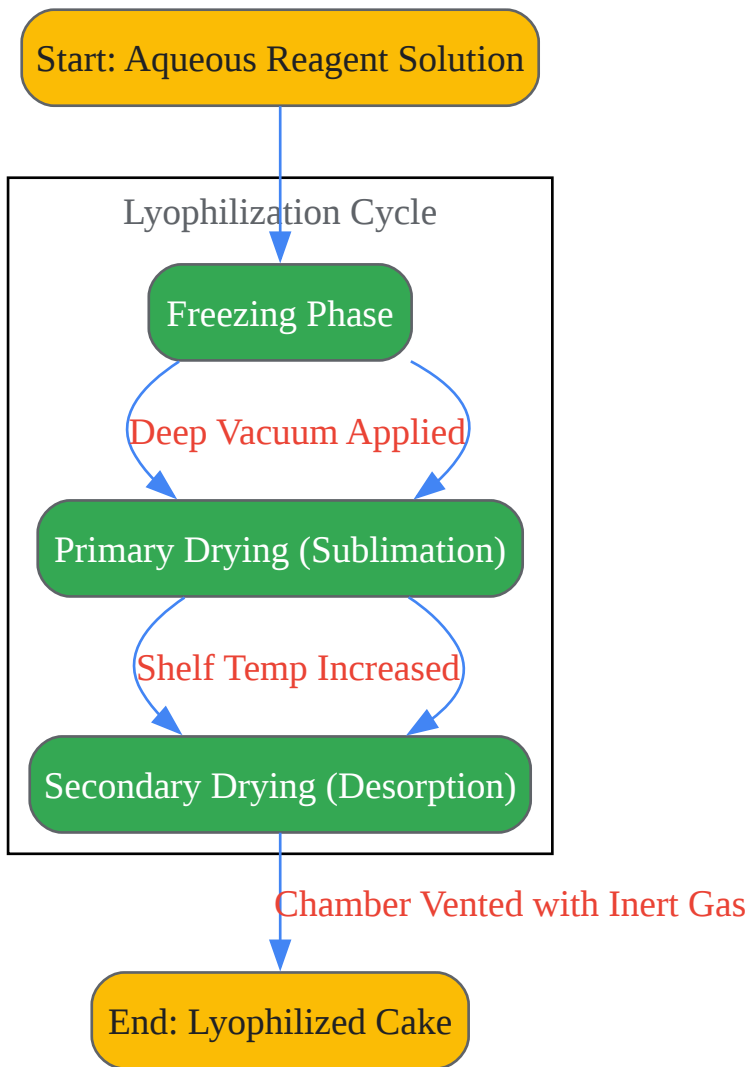 Start: Aqueous Reagent Solution
Lyophilization Cycle
Freezing Phase
Deep Vacuum Applied
Primary Drying (Sublimation)
Shelf Temp Increased
Secondary Drying (Desorption)
Chamber Vented with Inert Gas
End: Lyophilized Cake